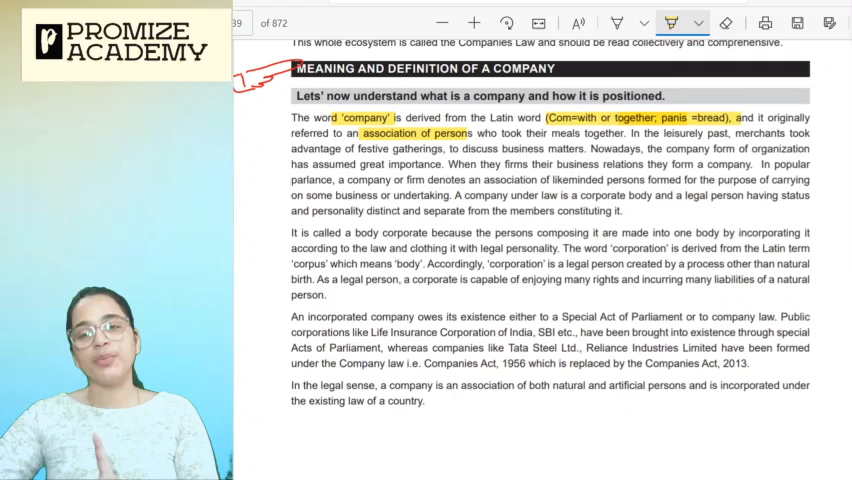 PROMIZE
ACADEMY
39 of 872
This whole ecosystem is called the Companies Law and should be read collectively and comprehensive.
MEANING AND DEFINITION OF A COMPANY
Lets' now understand what is a company and how it is positioned.
The word 'company' is derived from the Latin word (Com=with or together; panis =bread), and it originally
referred to an association of persons who took their meals together. In the leisurely past, merchants took
advantage of festive gatherings, to discuss business matters. Nowadays, the company form of organization
has assumed great importance. When they firms their business relations they form a company. In popular
parlance, a company or firm denotes an association of likeminded persons formed for the purpose of carrying
on some business or undertaking. A company under law is a corporate body and a legal person having status
and personality distinct and separate from the members constituting it.
It is called a body corporate because the persons composing it are made into one body by incorporating it
according to the law and clothing it with legal personality. The word 'corporation' is derived from the Latin term
'corpus' which means 'body'. Accordingly, 'corporation' is a legal person created by a process other than natural
birth. As a legal person, a corporate is capable of enjoying many rights and incurring many liabilities of a natural
person.
An incorporated company owes its existence either to a Special Act of Parliament or to company law. Public
corporations like Life Insurance Corporation of India, SBI etc., have been brought into existence through special
Acts of Parliament, whereas companies like Tata Steel Ltd., Reliance Industries Limited have been formed
under the Company law i.e. Companies Act, 1956 which is replaced by the Companies Act, 2013.
In the legal sense, a company is an association of both natural and artificial persons and is incorporated under
the existing law of a country.